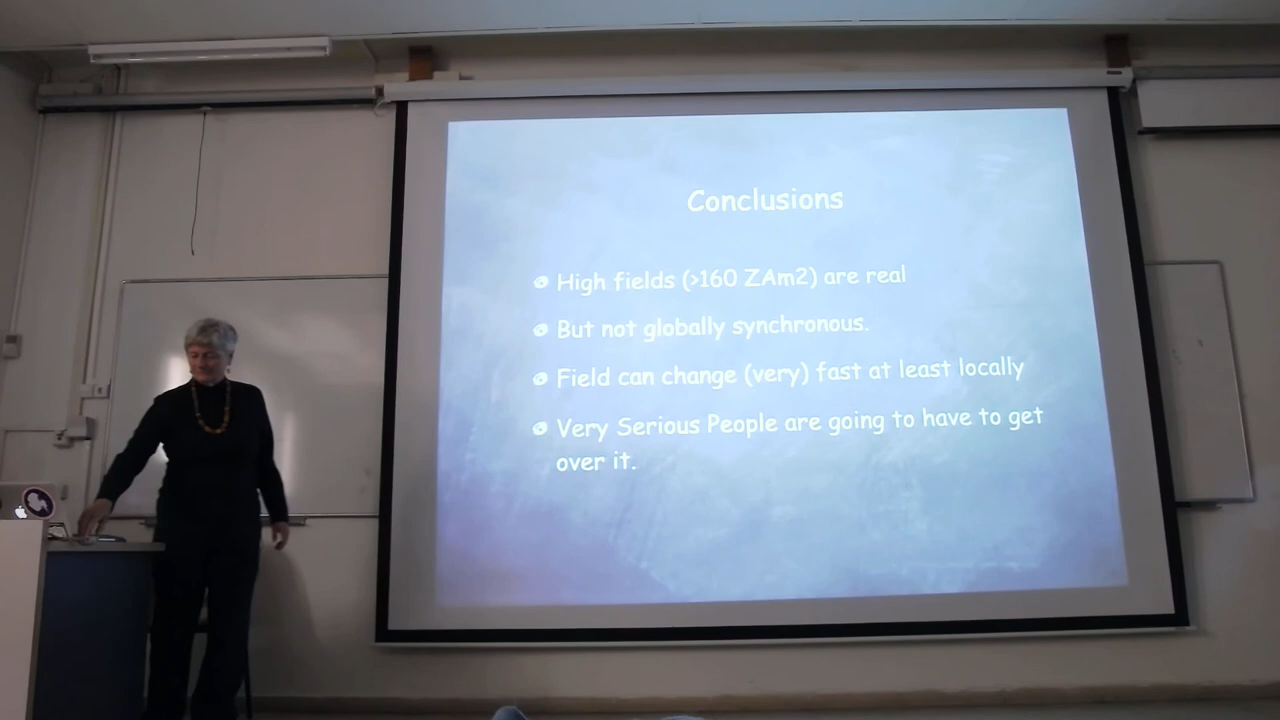 Conclusions
High fields (>160 ZAm2) are real
But not globally synchronous.
Field can change (very) fast at least locally
Very Serious People are going to have to get
over it.